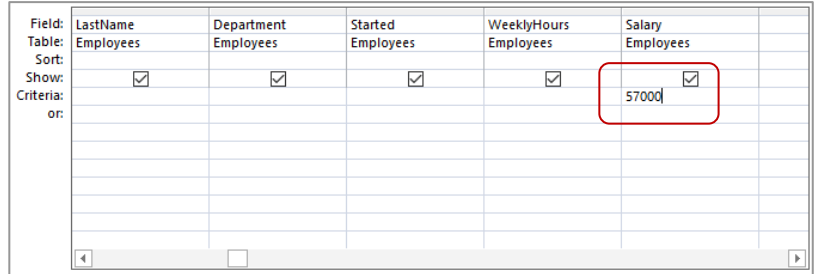 Field: LastName Department Started WeeklyHours Salary
Table: Employees Employees Employees Employees Employees
Sort:
Show:
Criteria: 57000
or: